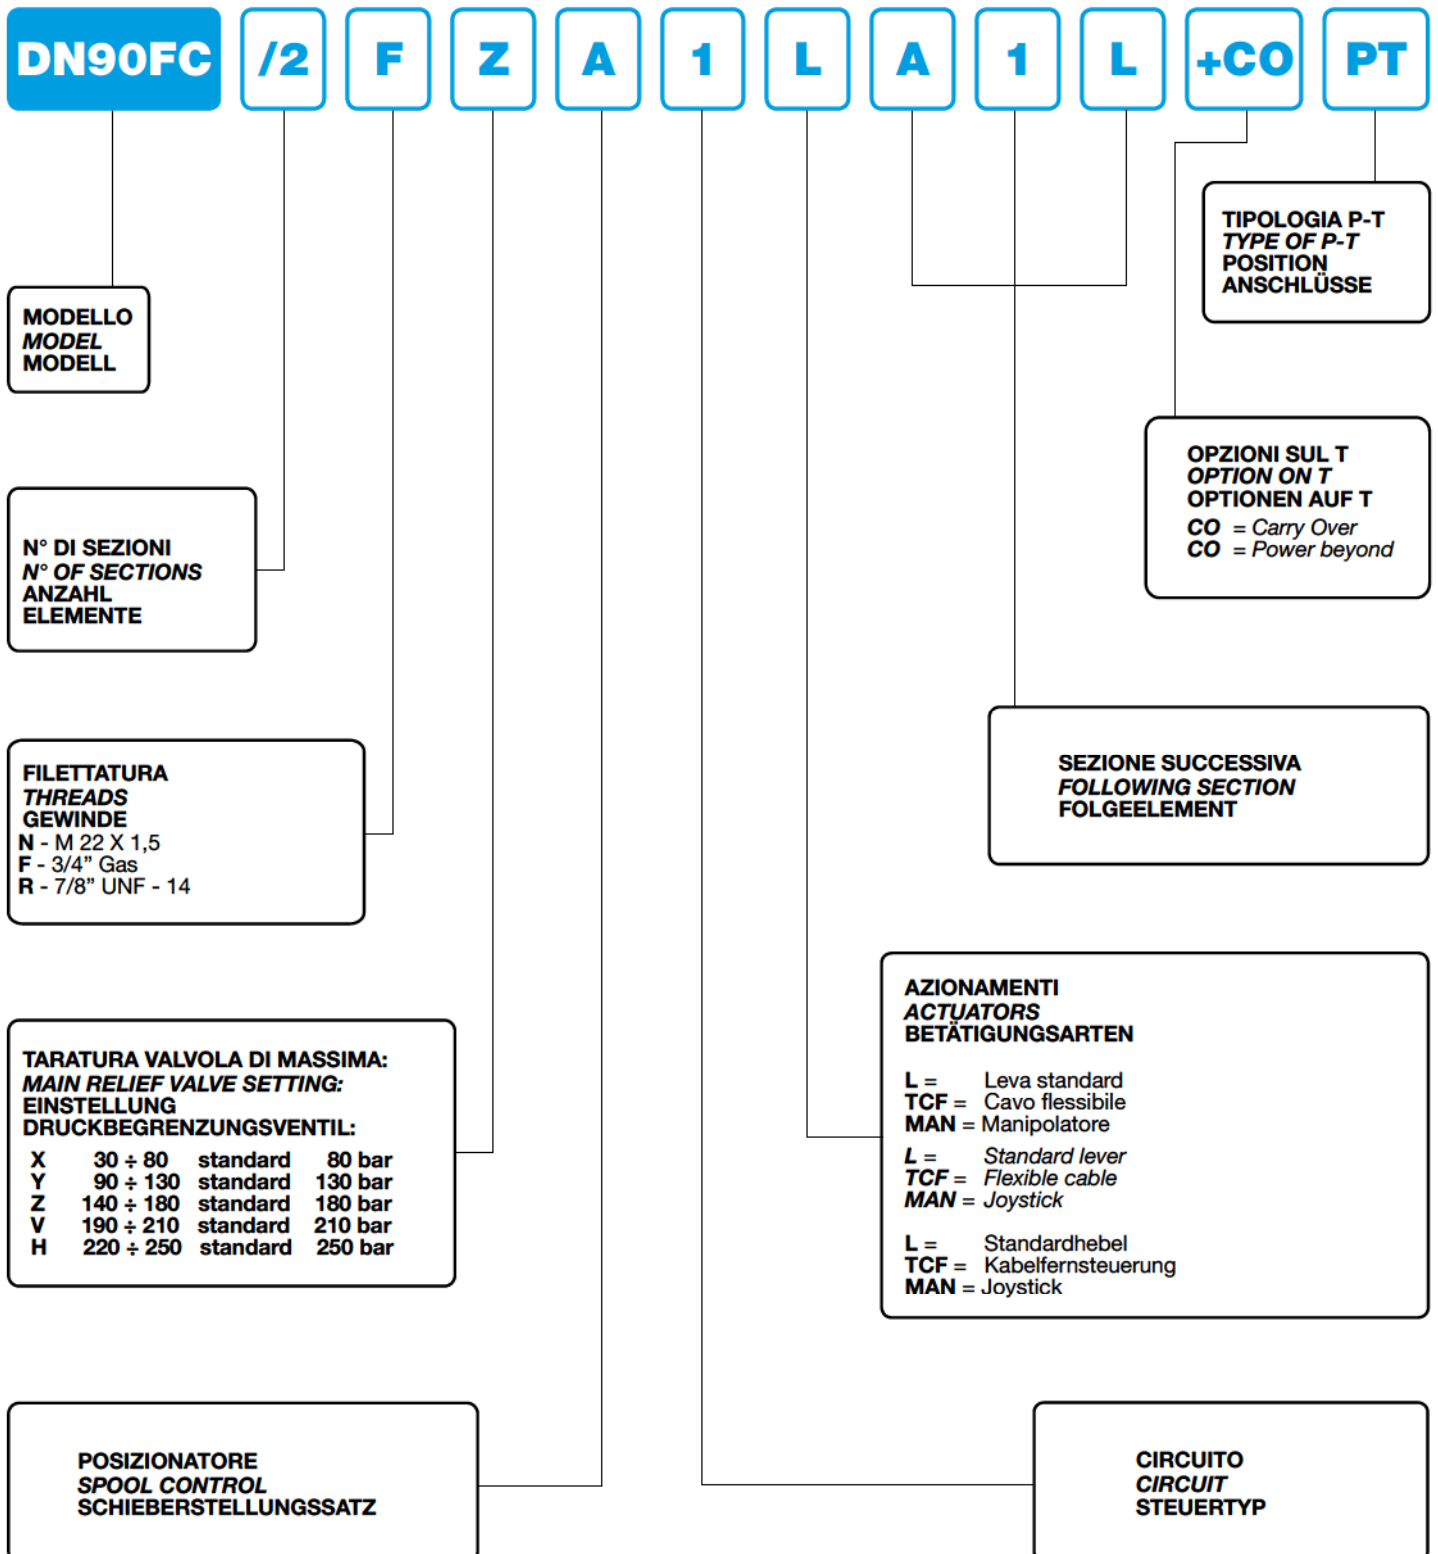 DN90FC /2 F Z A 1 L A 1 L +CO PT
TIPOLOGIA P-T
TYPE OF P-T
POSITION
ANSCHLÜSSE
MODELLO
MODEL
MODELL
OPZIONI SUL T
OPTION ON T
OPTIONEN AUF T
CO = Carry Over
CO = Power beyond
N° DI SEZIONI
N° OF SECTIONS
ANZAHL
ELEMENTE
SEZIONE SUCCESSIVA
FOLLOWING SECTION
FOLGEELEMENT
FILETTATURA
THREADS
GEWINDE
N - M 22 X 1,5
F - 3/4” Gas
R - 7/8” UNF - 14
AZIONAMENTI
ACTUATORS
BETÄTIGUNGSARTEN
L = Leva standard
TCF = Cavo flessibile
MAN = Manipolatore
L = Standard lever
TCF = Flexible cable
MAN = Joystick
L = Standardhebel
TCF = Kabelfernsteuerung
MAN = Joystick
TARATURA VALVOLA DI MASSIMA:
MAIN RELIEF VALVE SETTING:
EINSTELLUNG
DRUCKBEGRENZUNGSVENTIL:
X 30 ÷ 80 standard 80 bar
Y 90 ÷ 130 standard 130 bar
Z 140 ÷ 180 standard 180 bar
V 190 ÷ 210 standard 210 bar
H 220 ÷ 250 standard 250 bar
POSIZIONATORE
SPOOL CONTROL
SCHIEBERSTELLUNGSSATZ
CIRCUITO
CIRCUIT
STEUERTYP